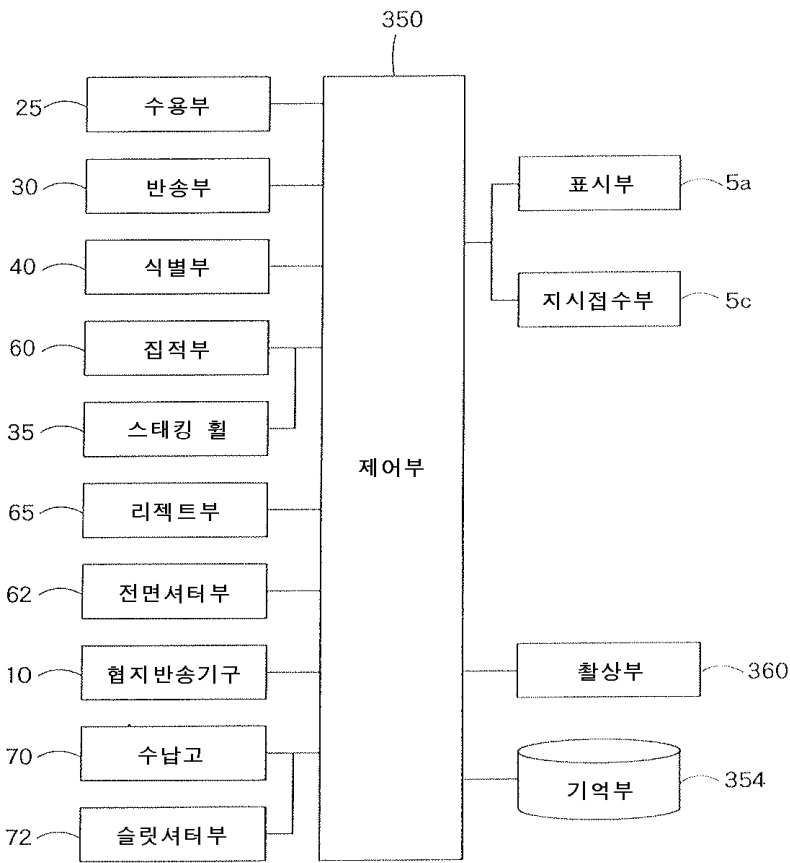 350
25 수용부
30 반송부
40 식별부
60 집적부
35 스태킹 휠
65 리젝트부
62 전면셔터부
10 협지반송기구
70 수납고
72 슬릿셔터부
제어부
표시부 5a
지시접수부 5c
촬상부 360
기억부 354